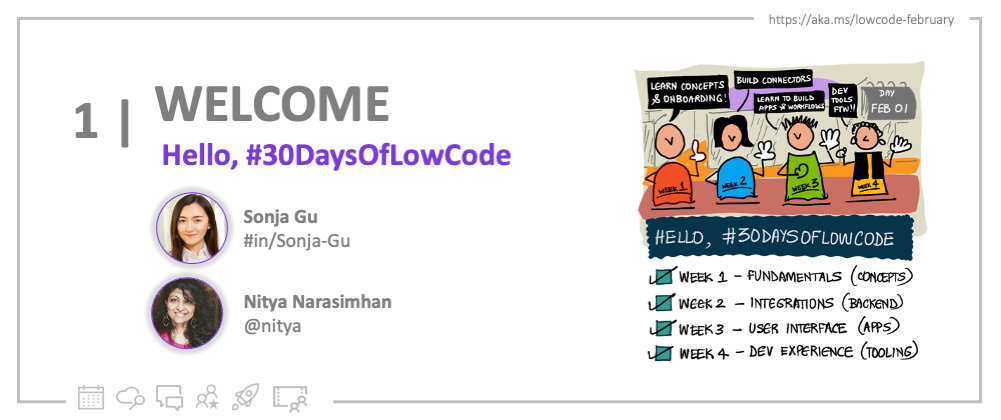 https://aka.ms/lowcode-february
1 |
WELCOME
Hello, #30DaysOfLowCode
Sonja Gu
#in/Sonja-Gu
Nitya Narasimhan
@nitya
LEARN CONCEPTS
& ONBOARDING!
BUILD CONNECTORS
LEARN TO BUILD
APPS & WORKFLOWS
DEV
TOOLS
FTW!!
DAY
FEB 01
WEEK 1
WEEK 2
WEEK 3
WEEK 4
HELLO, #30DAYSOFLOWCODE
WEEK 1 – FUNDAMENTALS (CONCEPTS)
WEEK 2 – INTEGRATIONS (BACKEND)
WEEK 3 – USER INTERFACE (APPS)
WEEK 4 – DEV EXPERIENCE (TOOLING)